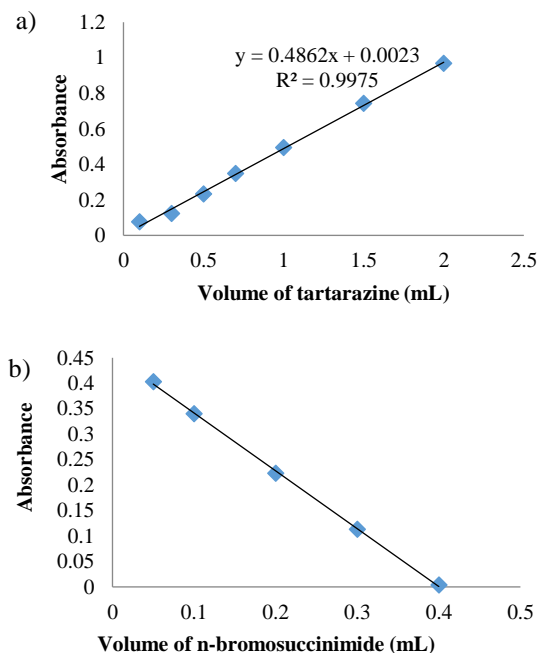 a)
1.2
1
0.8
0.6
0.4
0.2
0
y = 0.4862x + 0.0023
R² = 0.9975
Absorbance
0 0.5 1 1.5 2 2.5
Volume of tartarazine (mL)
b)
0.45
0.4
0.35
0.3
0.25
0.2
0.15
0.1
0.05
0
Absorbance
0 0.1 0.2 0.3 0.4 0.5
Volume of n-bromosuccinimide (mL)